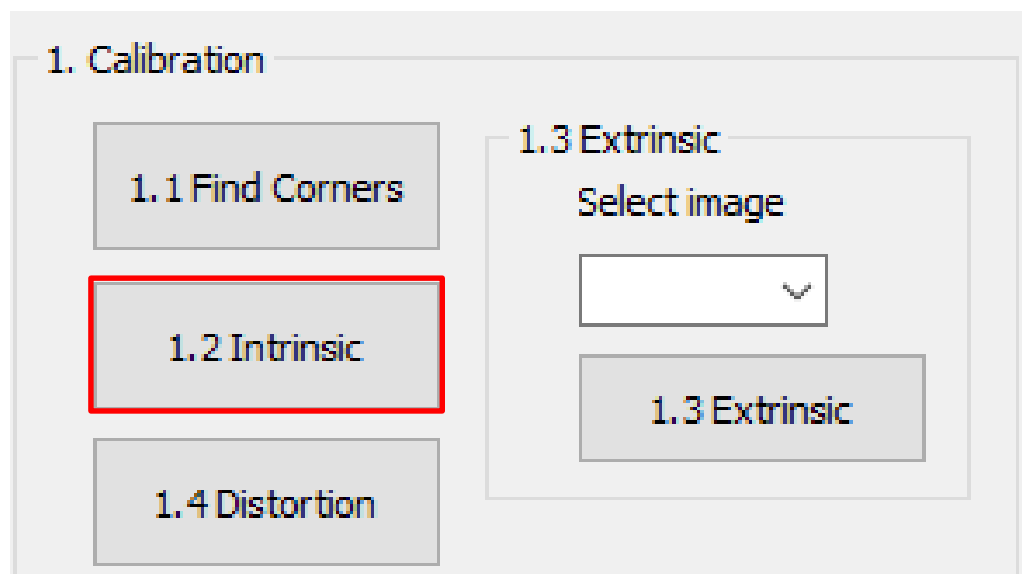 1. Calibration
1.1 Find Corners
1.2 Intrinsic
1.4 Distortion
1.3 Extrinsic
Select image
1.3 Extrinsic